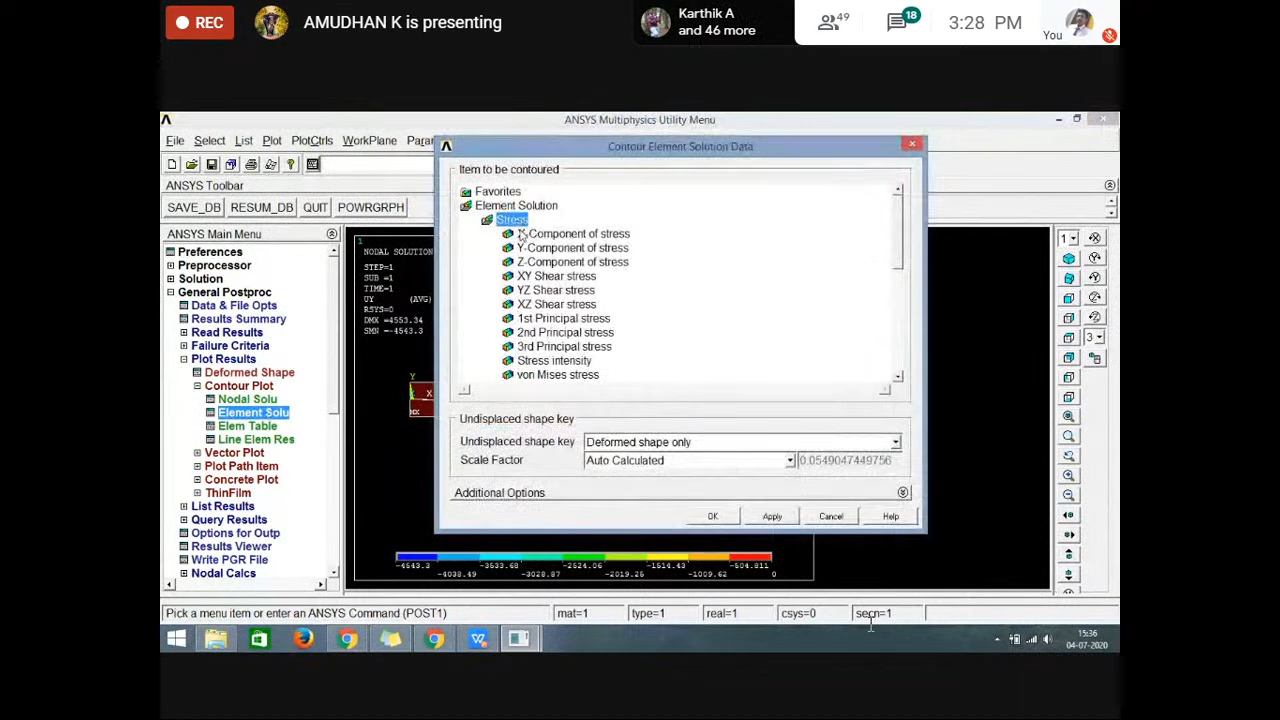 REC
AMUDHAN K is presenting
Karthik A
and 46 more
49
18
3:28 PM
You
ANSYS Multiphysics Utility Menu
File Select List Plot PlotCtrls WorkPlane Param
ANSYS Toolbar
SAVE_DB RESUM_DB QUIT POWRGRPH
ANSYS Main Menu
Preferences
Preprocessor
Solution
General Postproc
Data & File Opts
Results Summary
Read Results
Failure Criteria
Plot Results
Deformed Shape
Contour Plot
Nodal Solu
Element Solu
Elem Table
Line Elem Res
Vector Plot
Plot Path Item
Concrete Plot
ThinFilm
List Results
Query Results
Options for Outp
Results Viewer
Write PGR File
Nodal Calcs
1
NODAL SOLUTION
STEP=1
SUB =1
TIME=1
UY (AVG)
RSYS=0
DMX =4553.34
SMN =-4543.3
Y
X
MX
Contour Element Solution Data
Item to be contoured
Favorites
Element Solution
Stress
X-Component of stress
Y-Component of stress
Z-Component of stress
XY Shear stress
YZ Shear stress
XZ Shear stress
1st Principal stress
2nd Principal stress
3rd Principal stress
Stress intensity
von Mises stress
Undisplaced shape key
Undisplaced shape key Deformed shape only
Scale Factor Auto Calculated 0.0549047449756
Additional Options
OK Apply Cancel Help
1
3
-4543.3 -3533.68 -2524.06 -1514.43 -504.811
-4038.49 -3028.87 -2019.25 -1009.62 0
Pick a menu item or enter an ANSYS Command (POST1) mat=1 type=1 real=1 csys=0 secn=1
15:36
04-07-2020